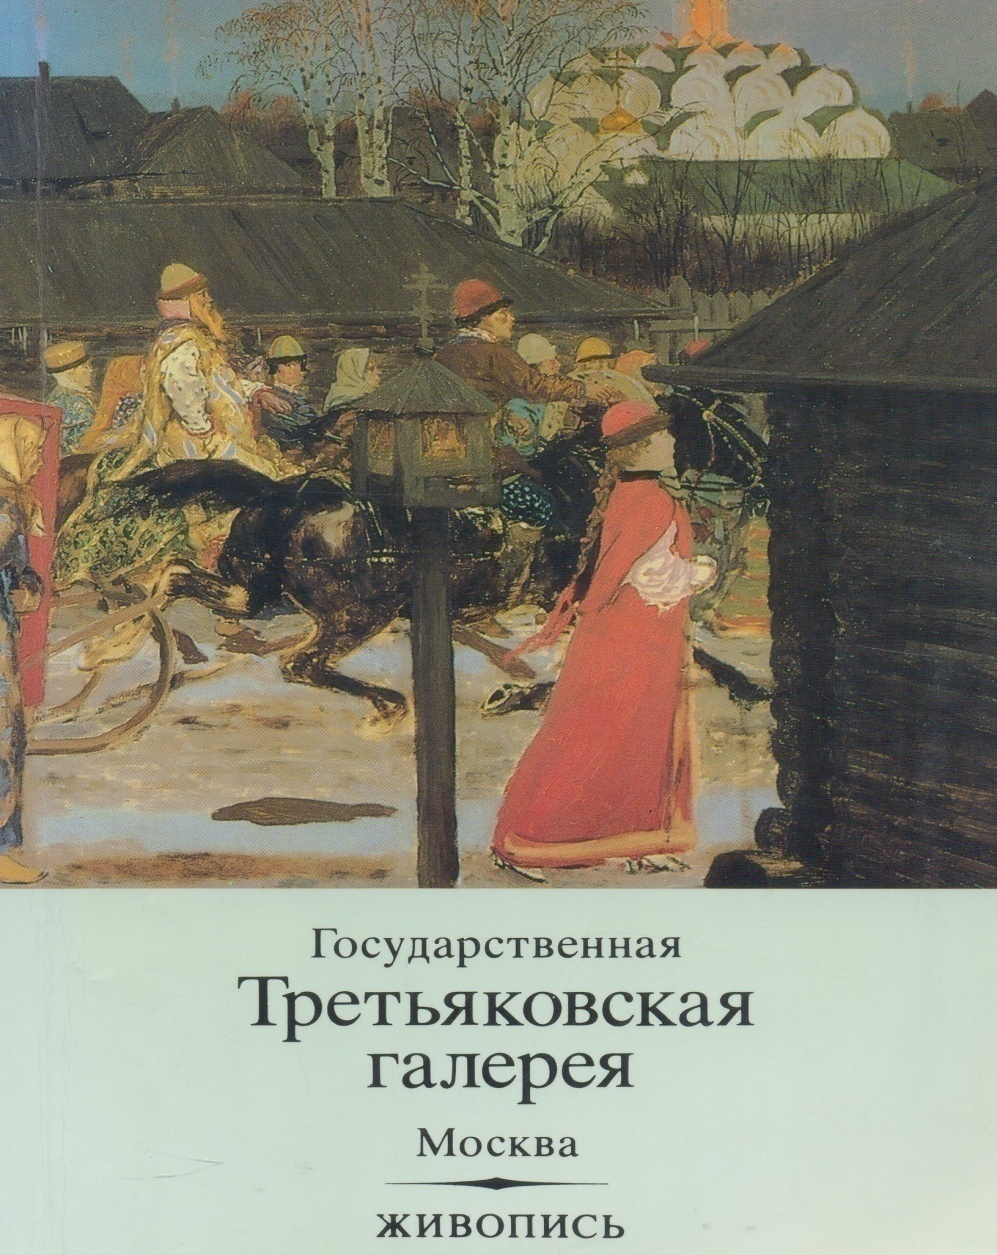 Государственная
Третьяковская
галерея
Москва
живопись